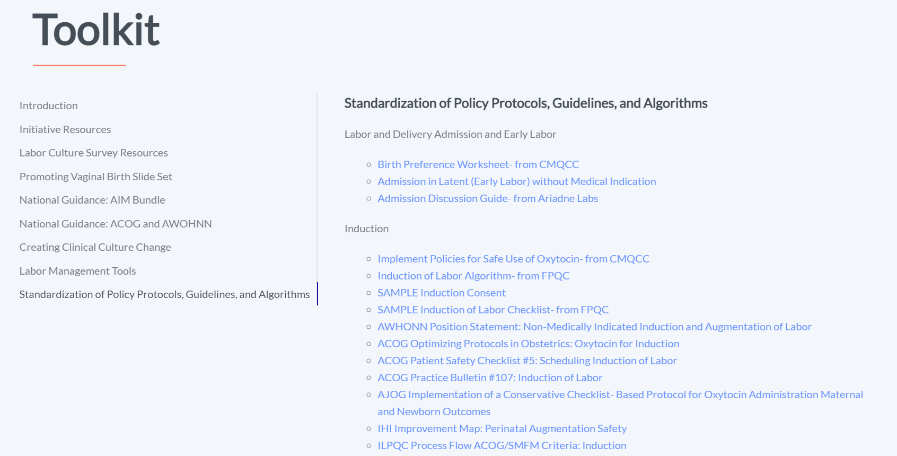 Toolkit
Introduction
Initiative Resources
Labor Culture Survey Resources
Promoting Vaginal Birth Slide Set
National Guidance: AIM Bundle
National Guidance: ACOG and AWOHNN
Creating Clinical Culture Change
Labor Management Tools
Standardization of Policy Protocols, Guidelines, and Algorithms
Standardization of Policy Protocols, Guidelines, and Algorithms
Labor and Delivery Admission and Early Labor
Birth Preference Worksheet- from CMQCC
Admission in Latent (Early Labor) without Medical Indication
Admission Discussion Guide- from Ariadne Labs
Induction
Implement Policies for Safe Use of Oxytocin- from CMQCC
Induction of Labor Algorithm- from FPQC
SAMPLE Induction Consent
SAMPLE Induction of Labor Checklist- from FPQC
AWHONN Position Statement: Non-Medically Indicated Induction and Augmentation of Labor
ACOG Optimizing Protocols in Obstetrics: Oxytocin for Induction
ACOG Patient Safety Checklist #5: Scheduling Induction of Labor
ACOG Practice Bulletin #107: Induction of Labor
AJOG Implementation of a Conservative Checklist- Based Protocol for Oxytocin Administration Maternal
and Newborn Outcomes
IHI Improvement Map: Perinatal Augmentation Safety
ILPQC Process Flow ACOG/SMFM Criteria: Induction